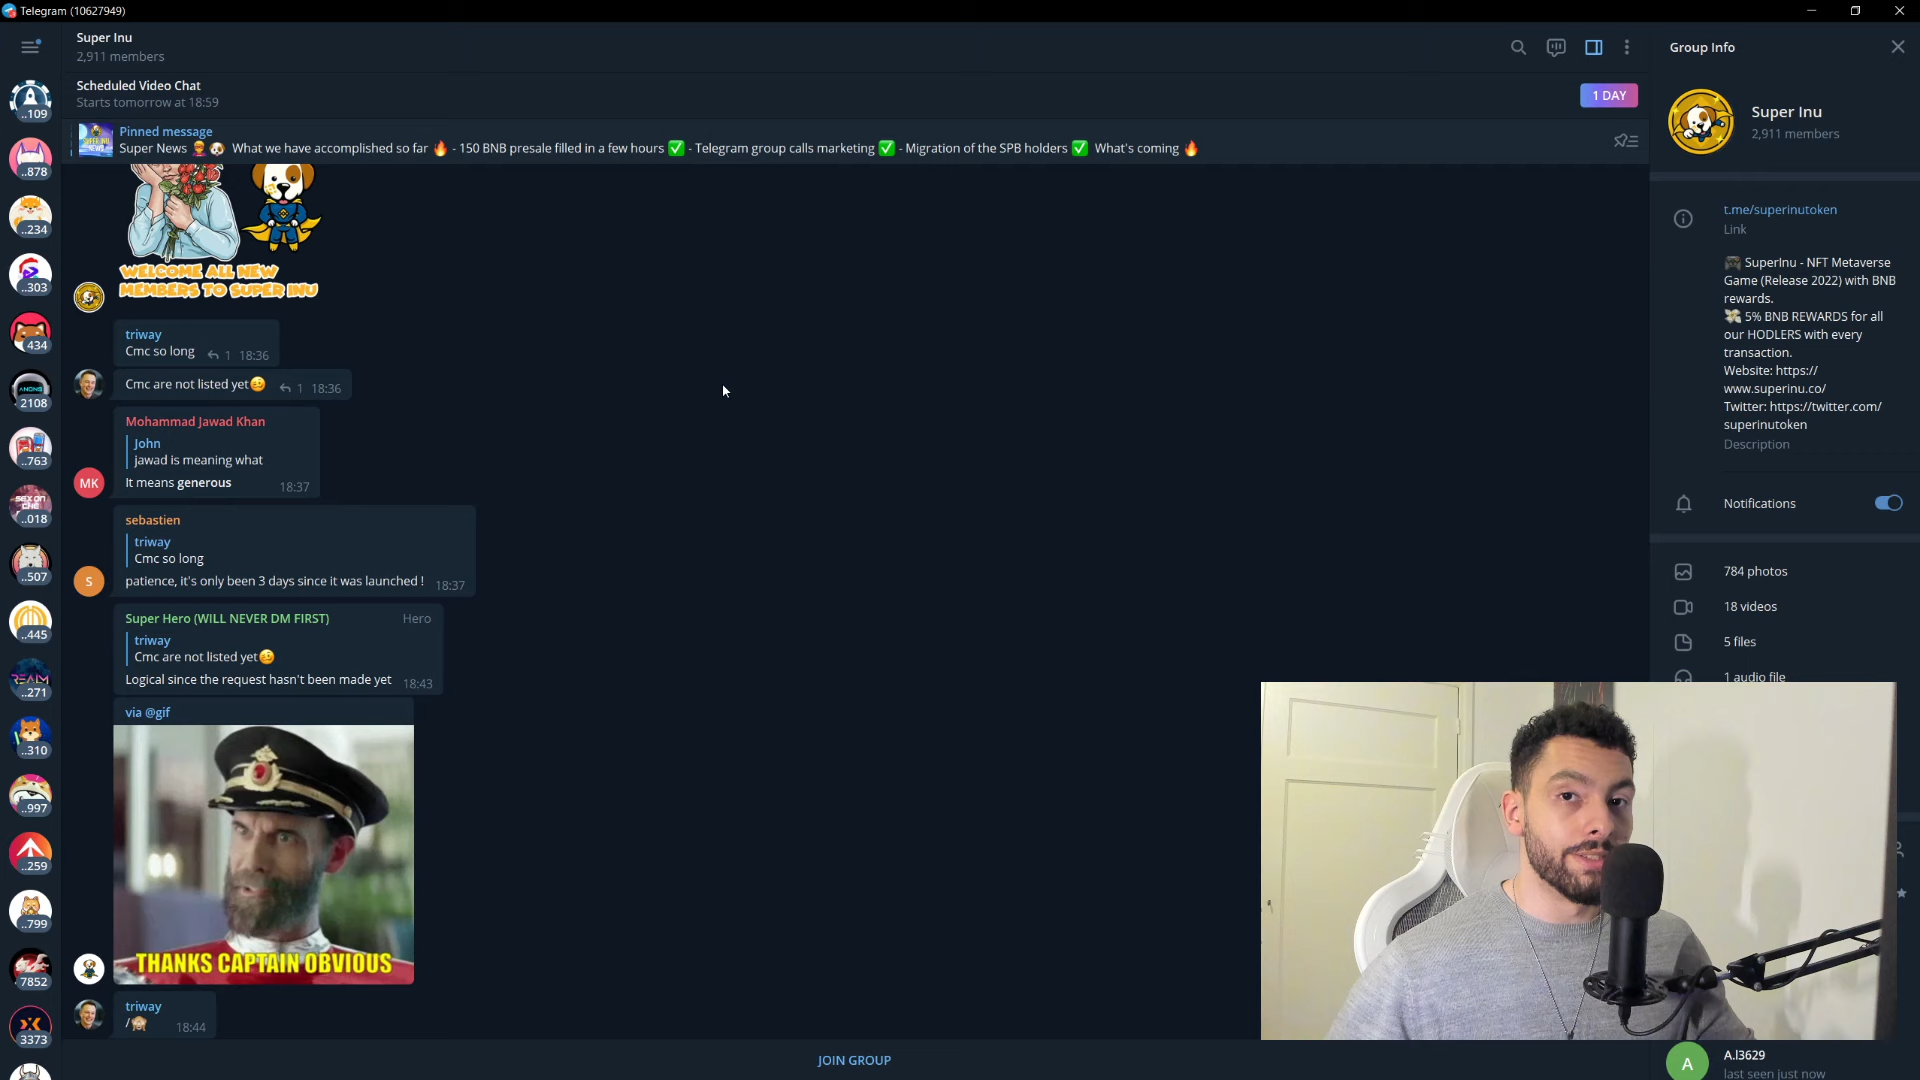 Telegram (10627949)
Super Inu
2,911 members
Scheduled Video Chat
Starts tomorrow at 18:59
1 DAY
Pinned message
Super News 🦸🐶 What we have accomplished so far 🔥 - 150 BNB presale filled in a few hours ✅ - Telegram group calls marketing ✅ - Migration of the SPB holders ✅ What's coming 🔥
..109
..878
..234
..303
434
2108
..763
..018
..507
..445
..271
..310
..997
..259
..799
7852
3373
WELCOME ALL NEW
MEMBERS TO SUPER INU
triway
Cmc so long 1 18:36
Cmc are not listed yet🥴 1 18:36
Mohammad Jawad Khan
John
jawad is meaning what
MK
It means generous 18:37
sebastien
triway
Cmc so long
S
patience, it's only been 3 days since it was launched ! 18:37
Super Hero (WILL NEVER DM FIRST) Hero
triway
Cmc are not listed yet🥴
Logical since the request hasn't been made yet 18:43
via @gif
THANKS CAPTAIN OBVIOUS
triway
/🙈 18:44
JOIN GROUP
Group Info
Super Inu
2,911 members
t.me/superinutoken
Link
🎮 SuperInu - NFT Metaverse
Game (Release 2022) with BNB
rewards.
💸 5% BNB REWARDS for all
our HODLERS with every
transaction.
Website: https://
www.superinu.co/
Twitter: https://twitter.com/
superinutoken
Description
Notifications
784 photos
18 videos
5 files
1 audio file
A
A.l3629
last seen just now